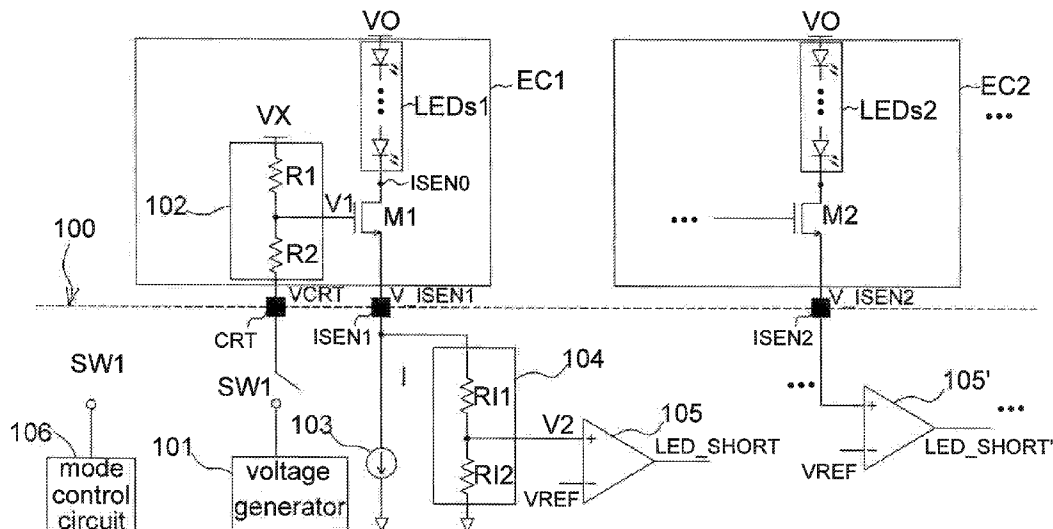 VO
VO
EC1
EC2
LEDs1
LEDs2
•••
VX
R1
ISEN0
102
V1
M1
•••
M2
100
R2
VCRT
V_ISEN1
V_ISEN2
CRT
ISEN1
ISEN2
SW1
SW1
I
104
•••
105'
RI1
•••
106
101
103
V2
+
105
LED_SHORT
+
LED_SHORT'
VREF
mode
control
circuit
voltage
generator
RI2
VREF